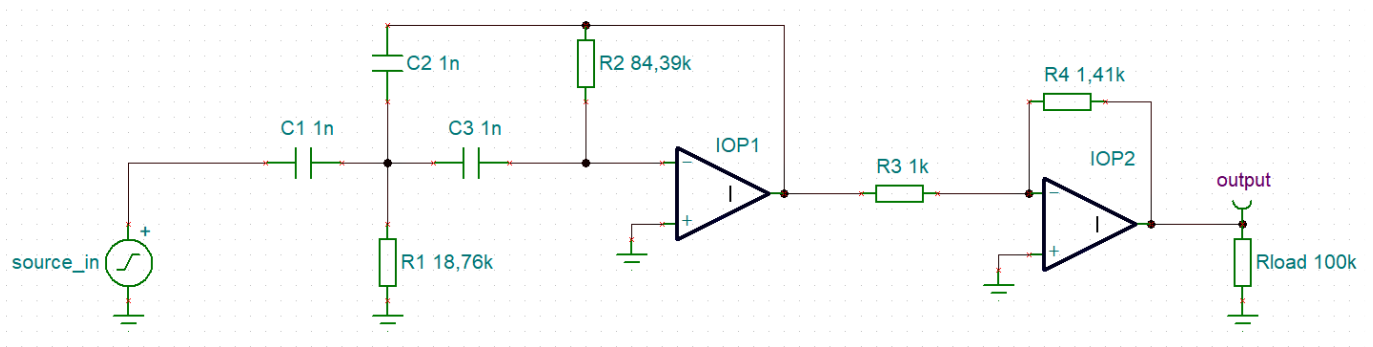 C2 1n
R2 84,39k
R4 1,41k
C1 1n
C3 1n
IOP1
IOP2
R3 1k
output
source_in
+
R1 18,76k
Rload 100k
−
+
I
−
+
I